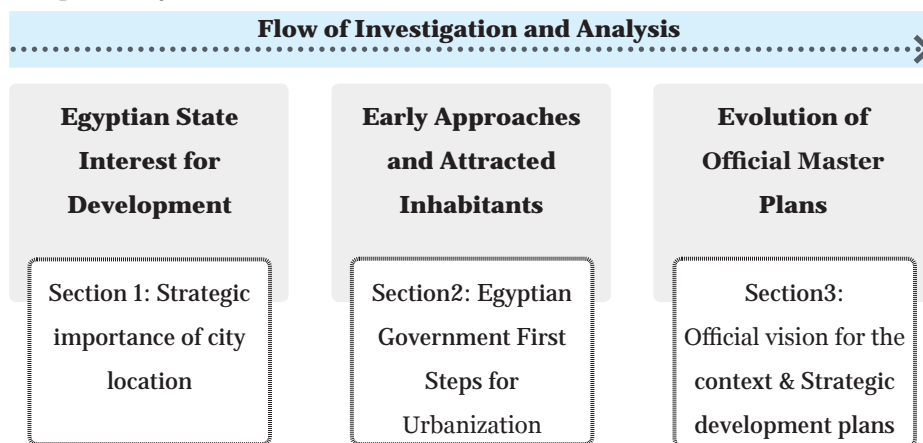 Flow of Investigation and Analysis
Egyptian State
Interest for
Development
Section 1: Strategic
importance of city
location
Early Approaches
and Attracted
Inhabitants
Section2: Egyptian
Government First
Steps for
Urbanization
Evolution of
Official Master
Plans
Section3:
Official vision for the
context & Strategic
development plans